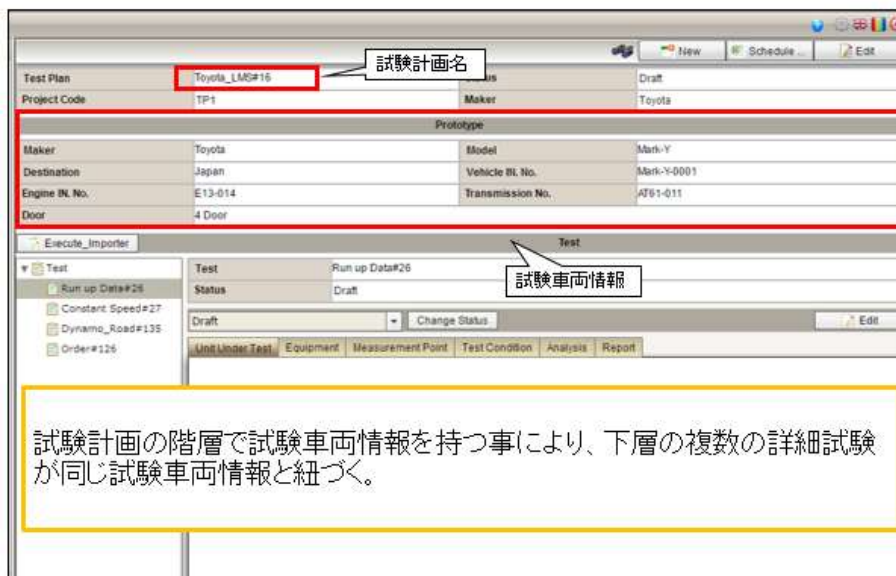 New Schedule ... Edit
試験計画名
Test Plan Toyota_LMS#16 Status Draft
Project Code TP1 Maker Toyota
Prototype
Maker Toyota Model Mark-Y
Destination Japan Vehicle IN. No. Mark-Y-0001
Engine IN. No. E13-014 Transmission No. AT61-011
Door 4 Door
Execute_Importer Test
試験車両情報
Test
Run up Data#26
Constant Speed#27
Dynamo_Road#135
Order#126
Test Run up Data#26
Status Draft
Draft Change Status Edit
Unit Under Test Equipment Measurement Point Test Condition Analysis Report
試験計画の階層で試験車両情報を持つ事により、下層の複数の詳細試験
が同じ試験車両情報と紐づく。